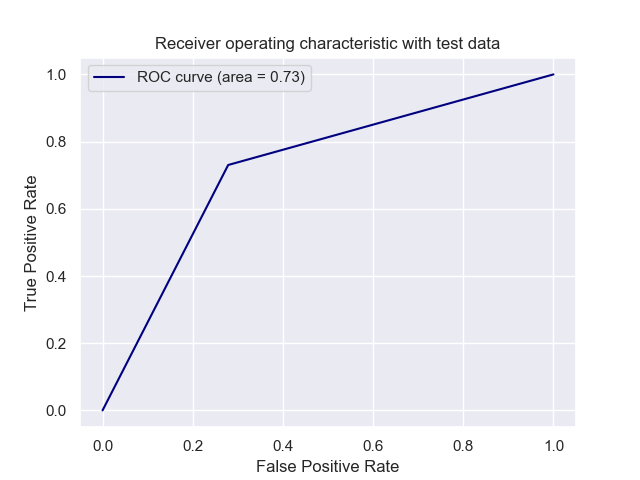 Receiver operating characteristic with test data
ROC curve (area = 0.73)
1.0
0.8
0.6
0.4
0.2
0.0
True Positive Rate
0.0 0.2 0.4 0.6 0.8 1.0
False Positive Rate